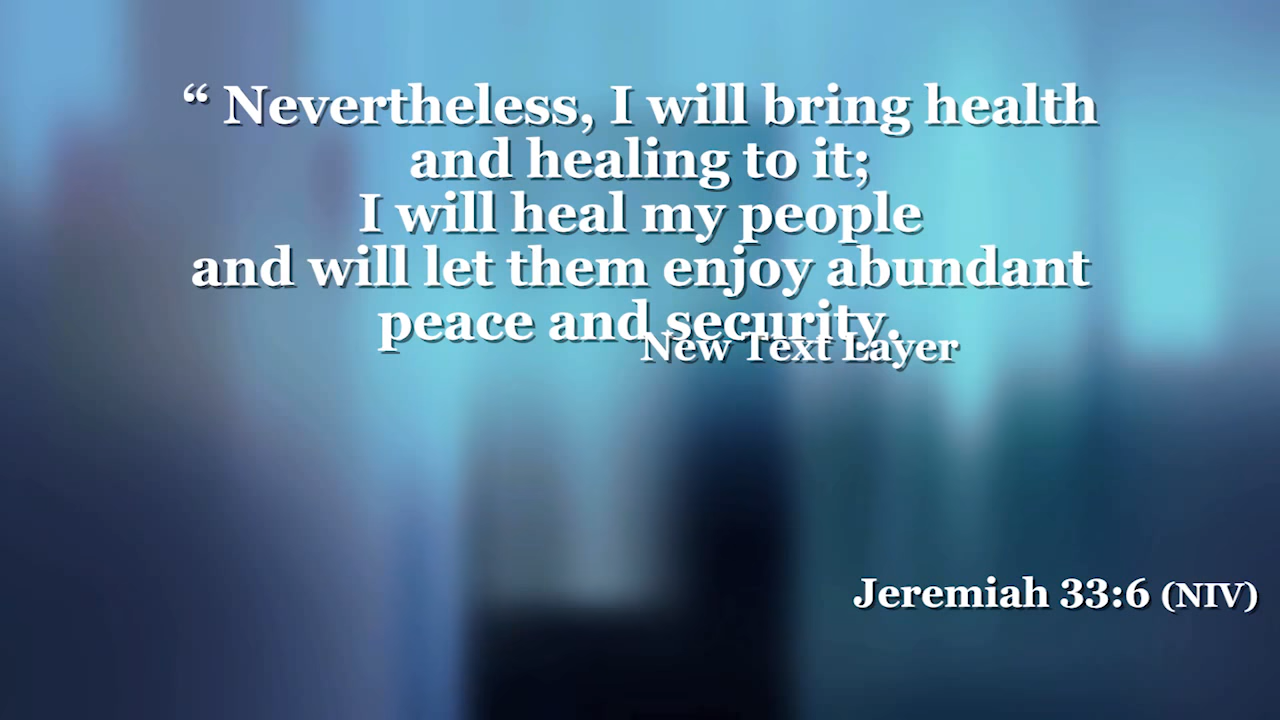 “ Nevertheless, I will bring health
and healing to it;
I will heal my people
and will let them enjoy abundant
peace and security.
New Text Layer
Jeremiah 33:6 (NIV)